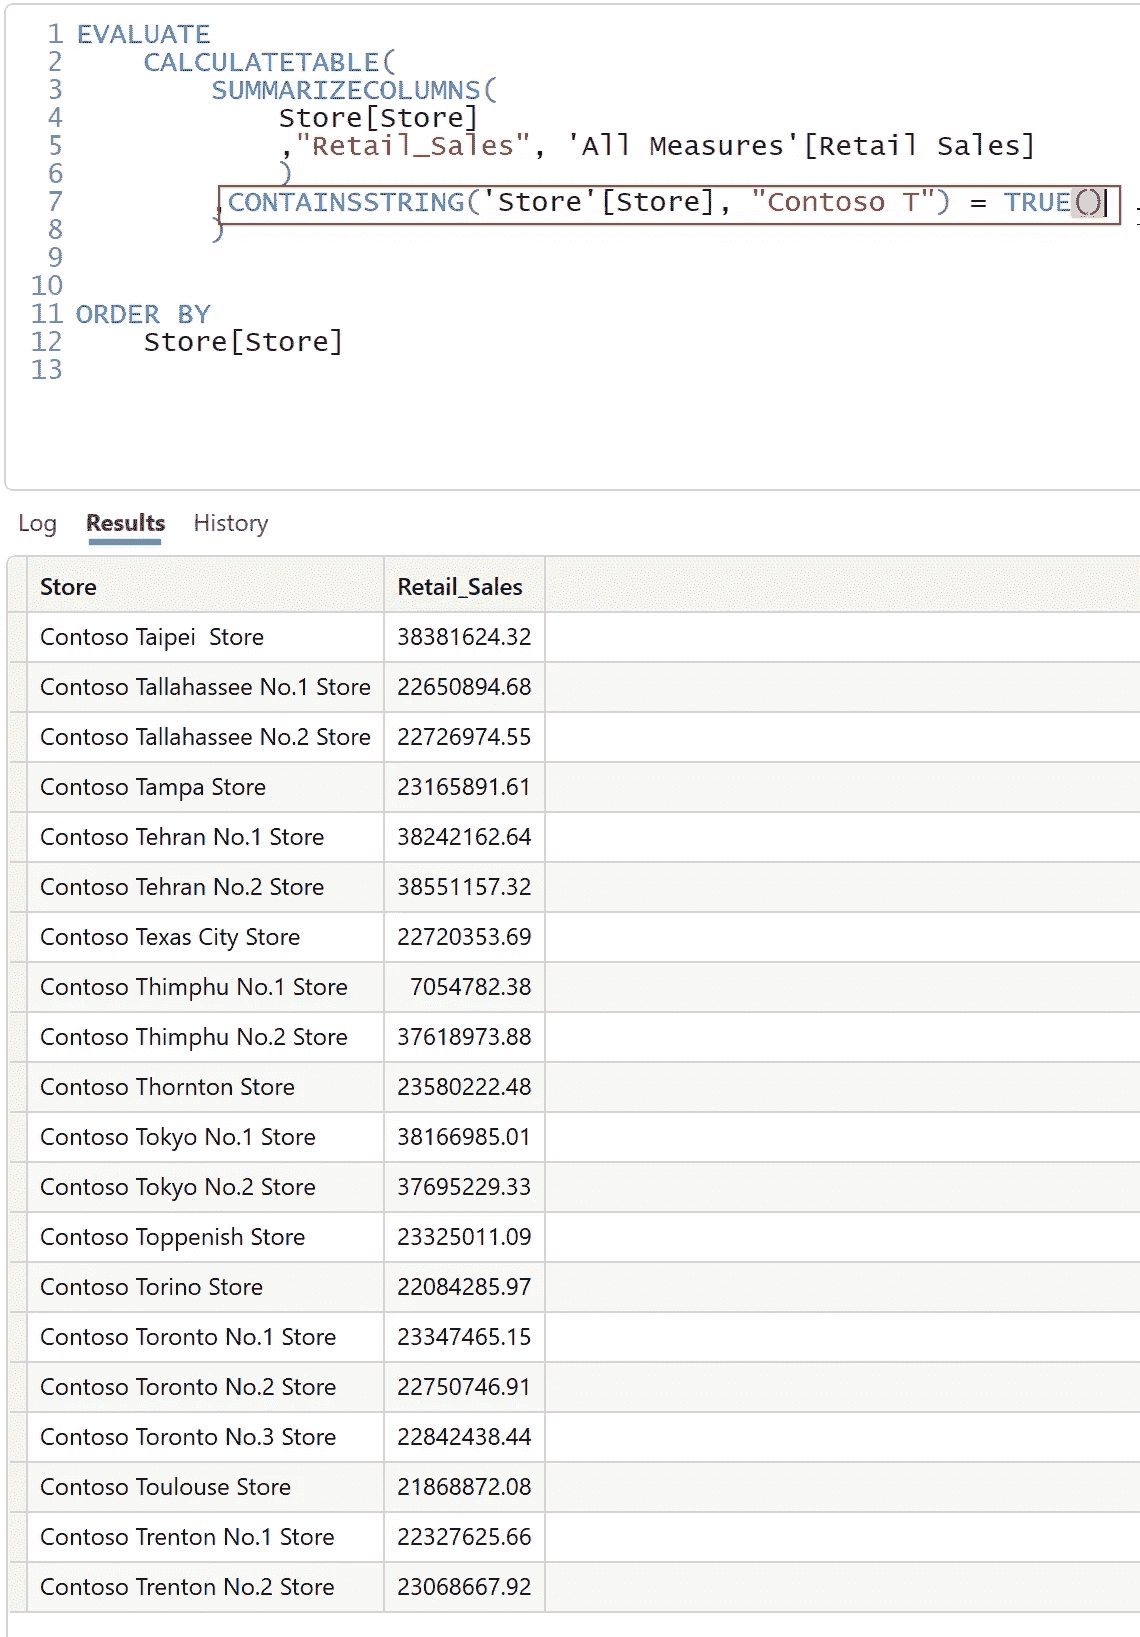 1 EVALUATE
2 CALCULATETABLE(
3 SUMMARIZECOLUMNS(
4 Store[Store]
5 ,"Retail_Sales", 'All Measures'[Retail Sales]
6 )
7 ,CONTAINSSTRING('Store'[Store], "Contoso T") = TRUE()
8 )
9
10
11 ORDER BY
12 Store[Store]
13
Log Results History
Store Retail_Sales
Contoso Taipei  Store 38381624.32
Contoso Tallahassee No.1 Store 22650894.68
Contoso Tallahassee No.2 Store 22726974.55
Contoso Tampa Store 23165891.61
Contoso Tehran No.1 Store 38242162.64
Contoso Tehran No.2 Store 38551157.32
Contoso Texas City Store 22720353.69
Contoso Thimphu No.1 Store 7054782.38
Contoso Thimphu No.2 Store 37618973.88
Contoso Thornton Store 23580222.48
Contoso Tokyo No.1 Store 38166985.01
Contoso Tokyo No.2 Store 37695229.33
Contoso Toppenish Store 23325011.09
Contoso Torino Store 22084285.97
Contoso Toronto No.1 Store 23347465.15
Contoso Toronto No.2 Store 22750746.91
Contoso Toronto No.3 Store 22842438.44
Contoso Toulouse Store 21868872.08
Contoso Trenton No.1 Store 22327625.66
Contoso Trenton No.2 Store 23068667.92